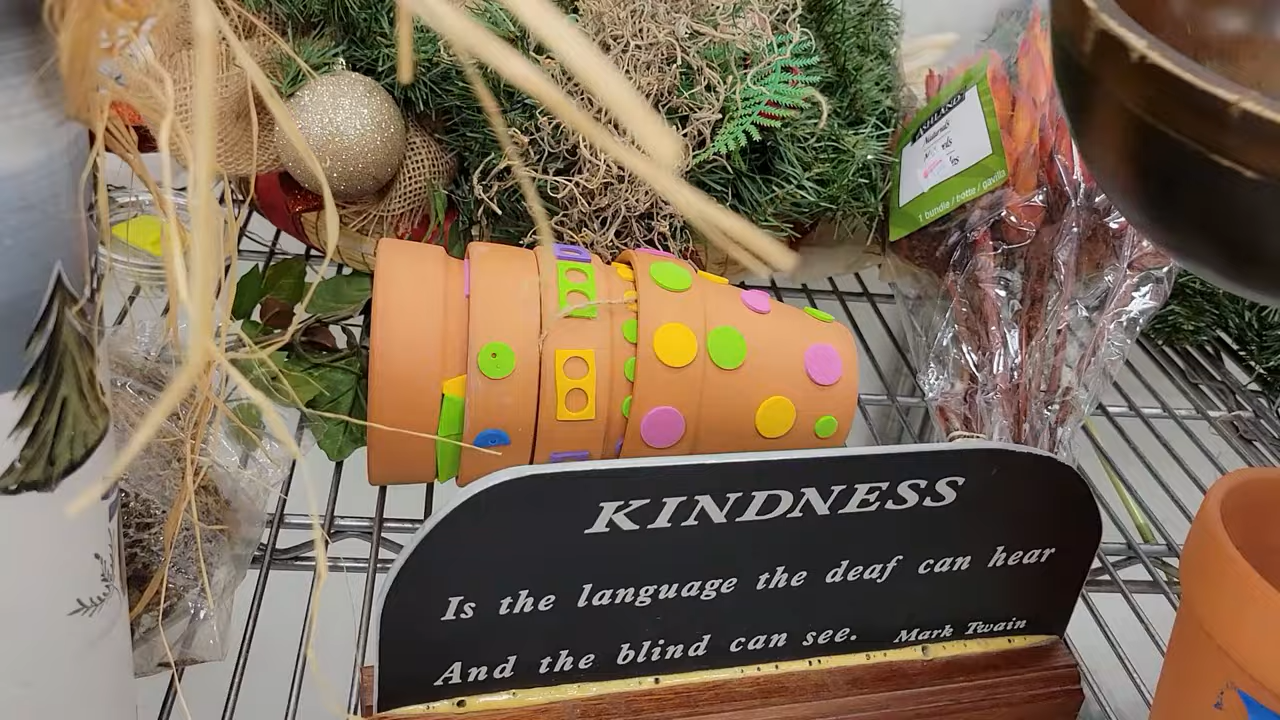 ASHLAND
Naturals
1 bundle / botte / gavilla
KINDNESS
Is the language the deaf can hear
And the blind can see. Mark Twain